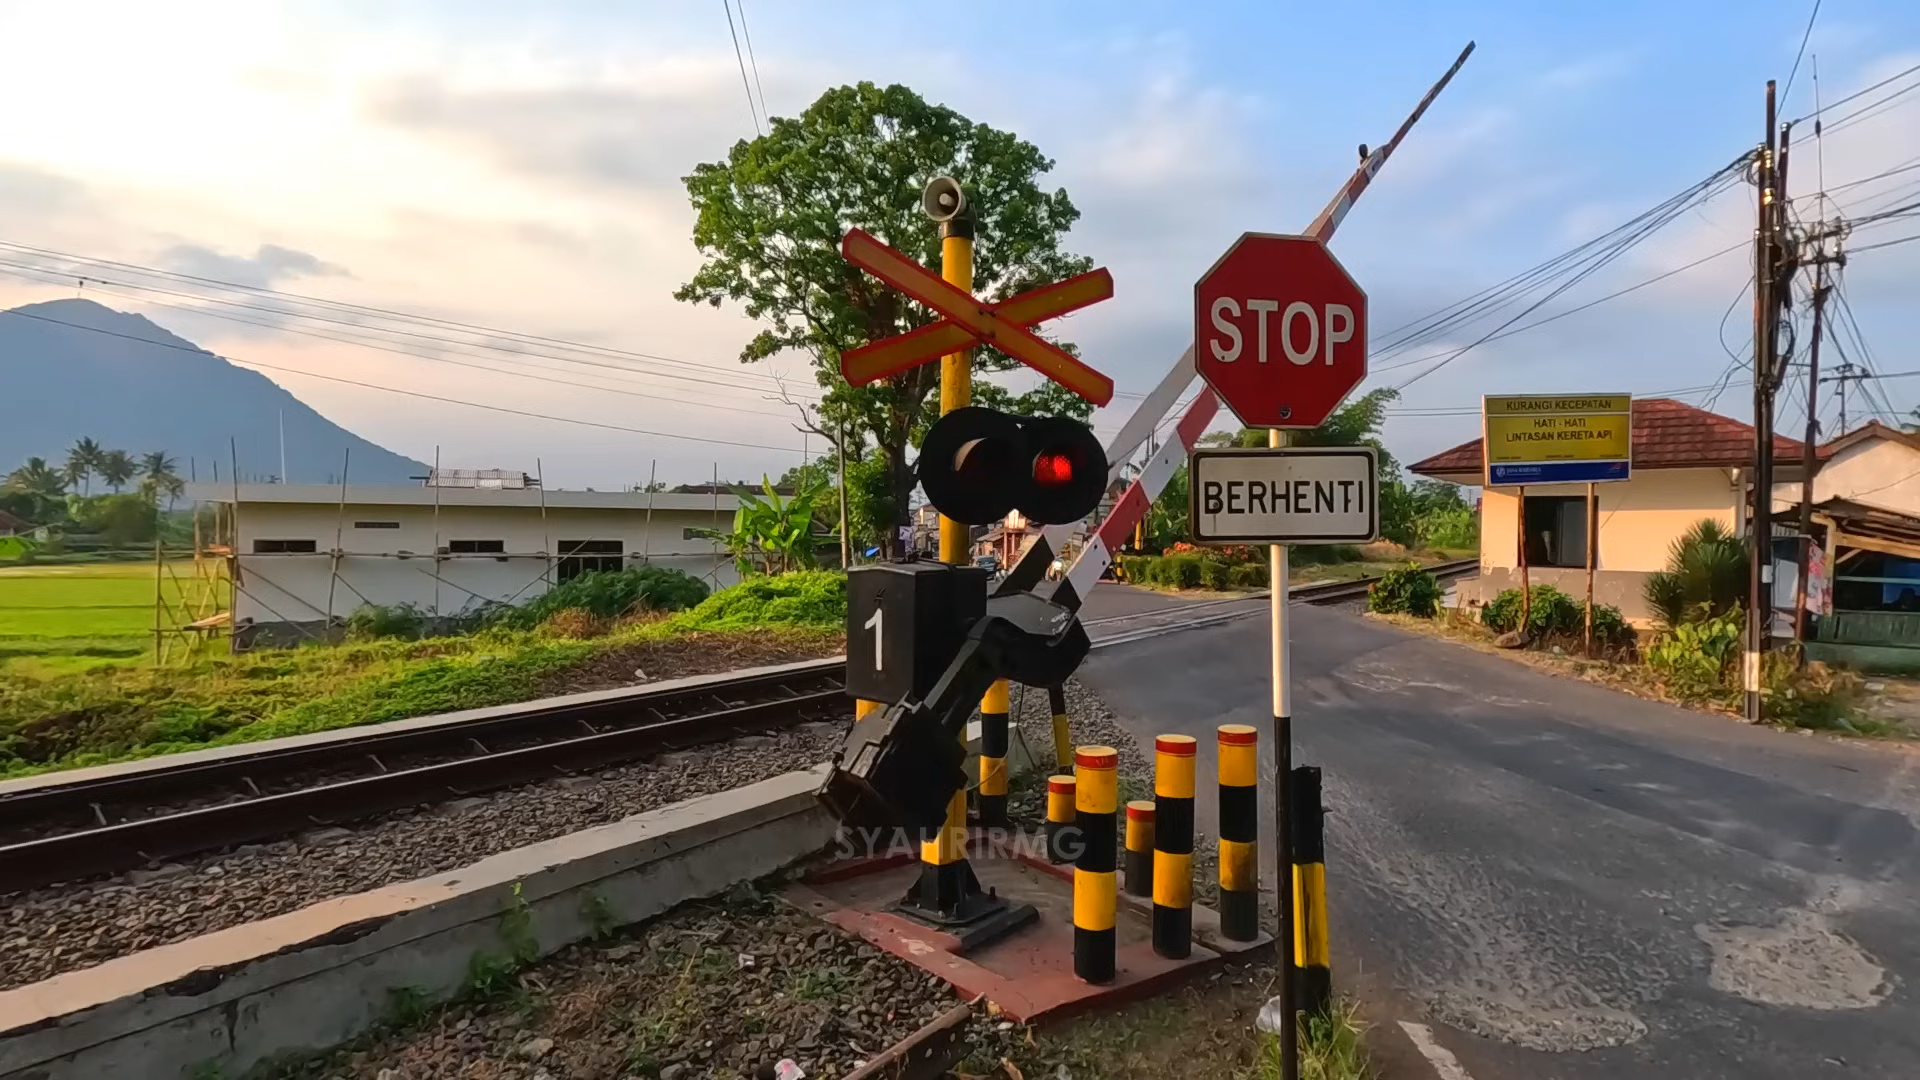 STOP
BERHENTI
KURANGI KECEPATAN
HATI - HATI
LINTASAN KERETA API
1
SYAHRIRMG